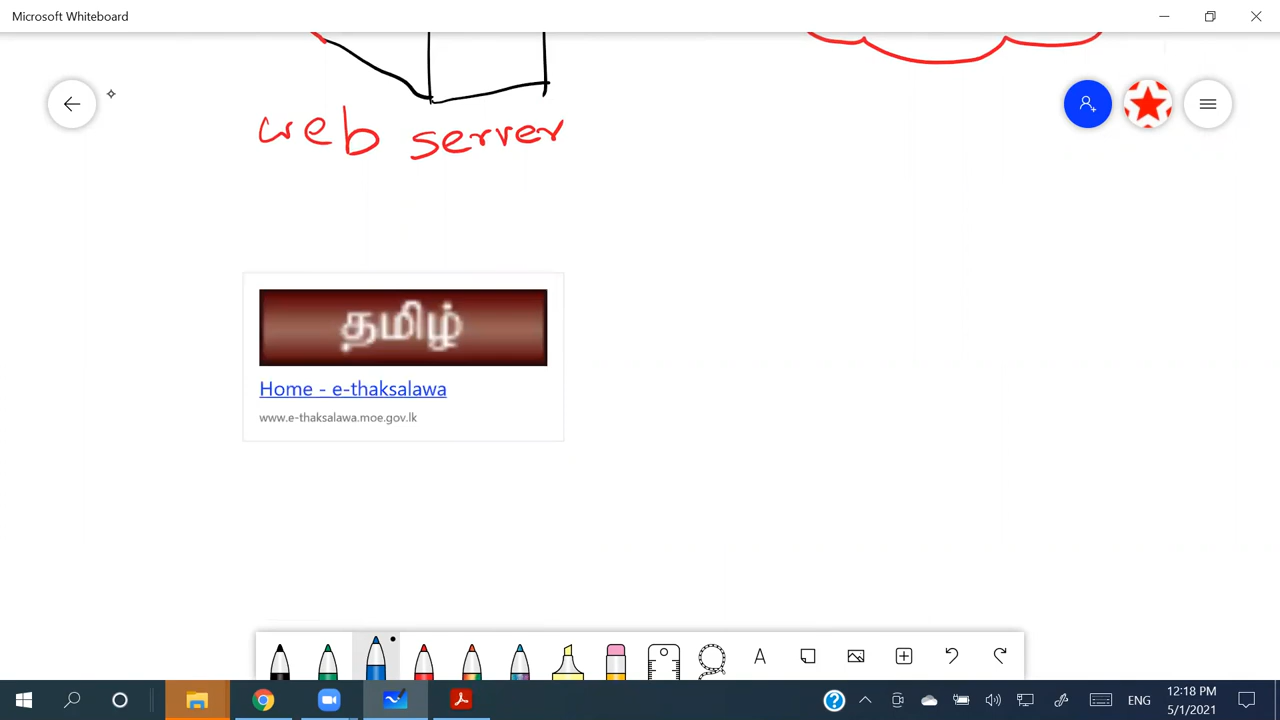 Microsoft Whiteboard
web server
தமிழ்
Home - e-thaksalawa
www.e-thaksalawa.moe.gov.lk
A
ENG
12:18 PM
5/1/2021